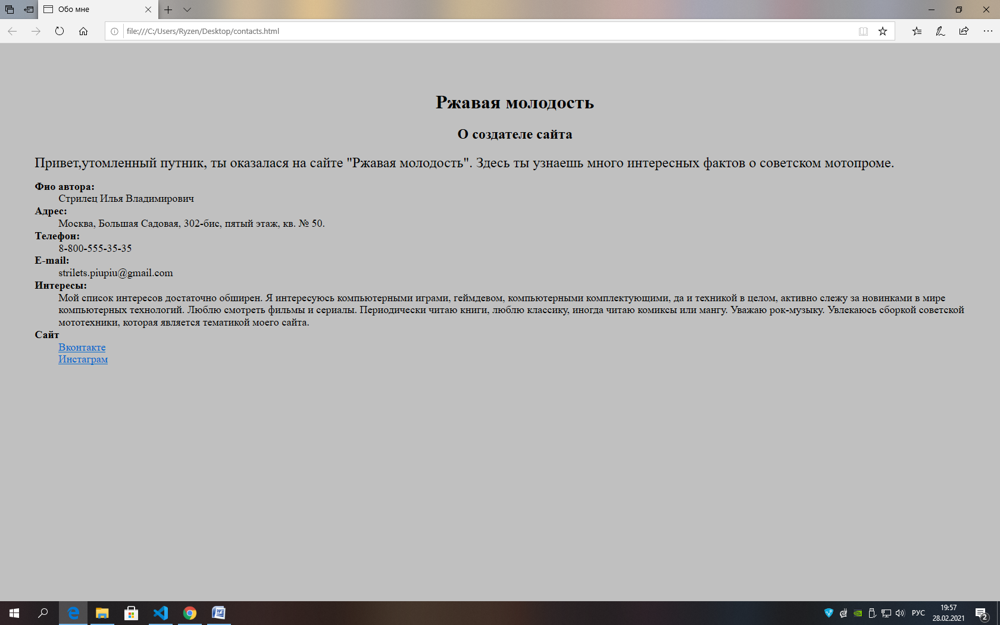 Обо мне
file:///C:/Users/Ryzen/Desktop/contacts.html
Ржавая молодость
О создателе сайта
Привет,утомленный путник, ты оказалася на сайте "Ржавая молодость". Здесь ты узнаешь много интересных фактов о советском мотопроме.
Фио автора:
Стрилец Илья Владимирович
Адрес:
Москва, Большая Садовая, 302-бис, пятый этаж, кв. № 50.
Телефон:
8-800-555-35-35
E-mail:
strilets.piupiu@gmail.com
Интересы:
Мой список интересов достаточно обширен. Я интересуюсь компьютерными играми, геймдевом, компьютерными комплектующими, да и техникой в целом, активно слежу за новинками в мире
компьютерных технологий. Люблю смотреть фильмы и сериалы. Периодически читаю книги, люблю классику, иногда читаю комиксы или мангу. Уважаю рок-музыку. Увлекаюсь сборкой советской
мототехники, которая является тематикой моего сайта.
Сайт
Вконтакте
Инстаграм
РУС
19:57
28.02.2021
2